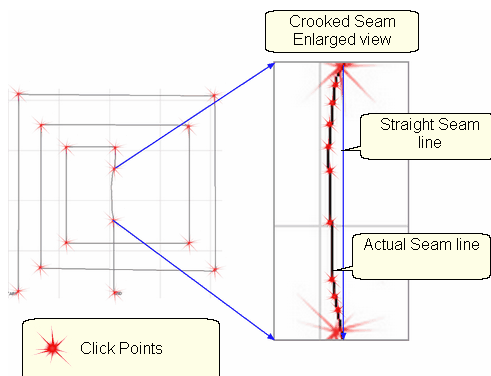 Crooked Seam
Enlarged view
Straight Seam
line
Actual Seam line
Click Points